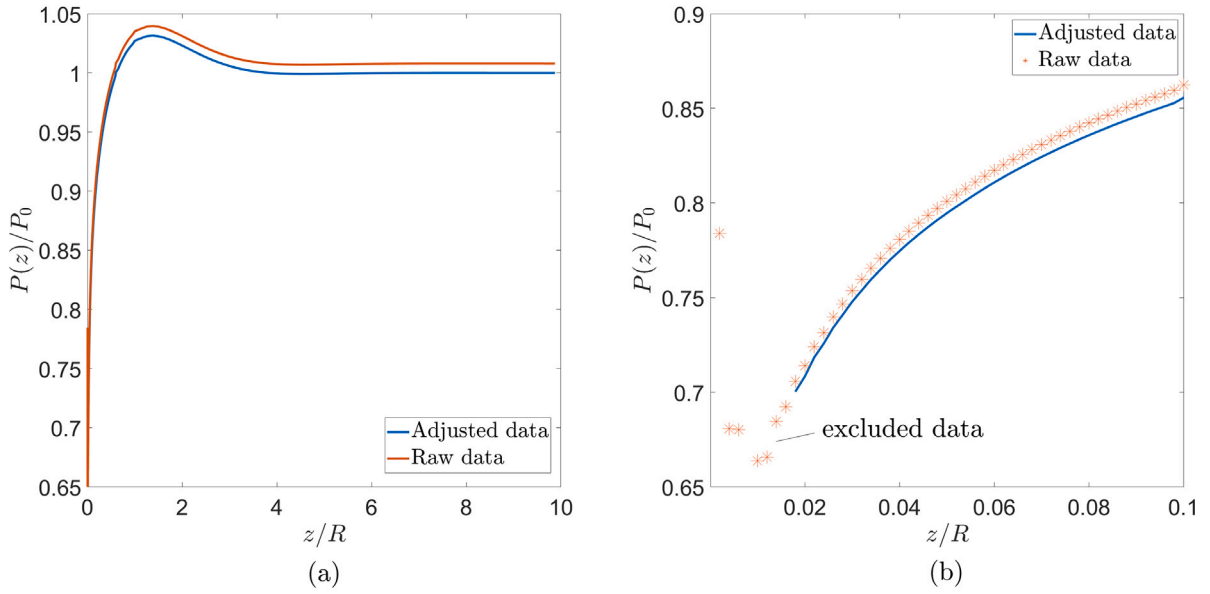 1.05
1
0.95
0.9
0.85
0.8
0.75
0.7
0.65
P(z)/P₀
0 2 4 6 8 10
z/R
Adjusted data
Raw data
(a)
0.9
0.85
0.8
0.75
0.7
0.65
P(z)/P₀
0.02 0.04 0.06 0.08 0.1
z/R
Adjusted data
Raw data
excluded data
(b)